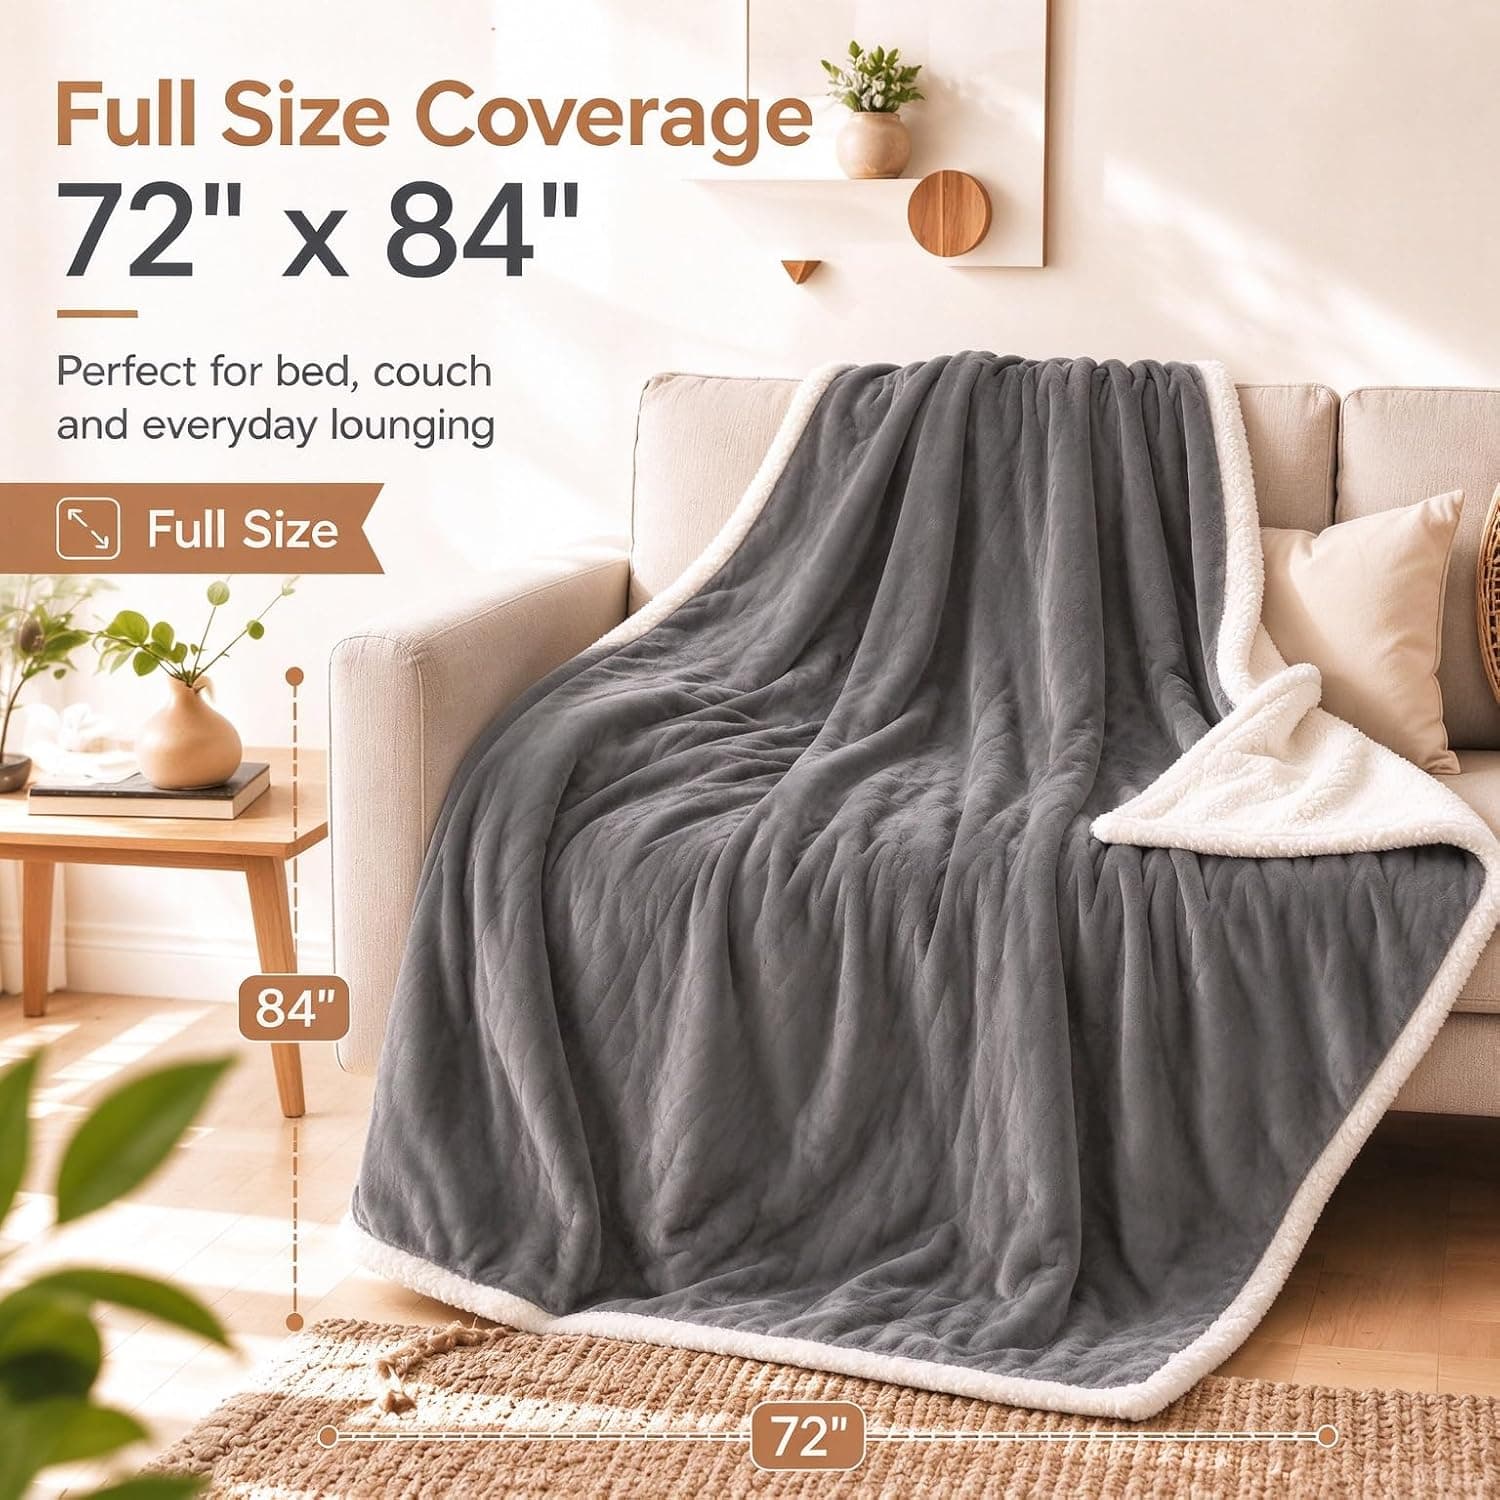 Full Size Coverage
72" x 84"
Perfect for bed, couch
and everyday lounging
Full Size
84"
72"